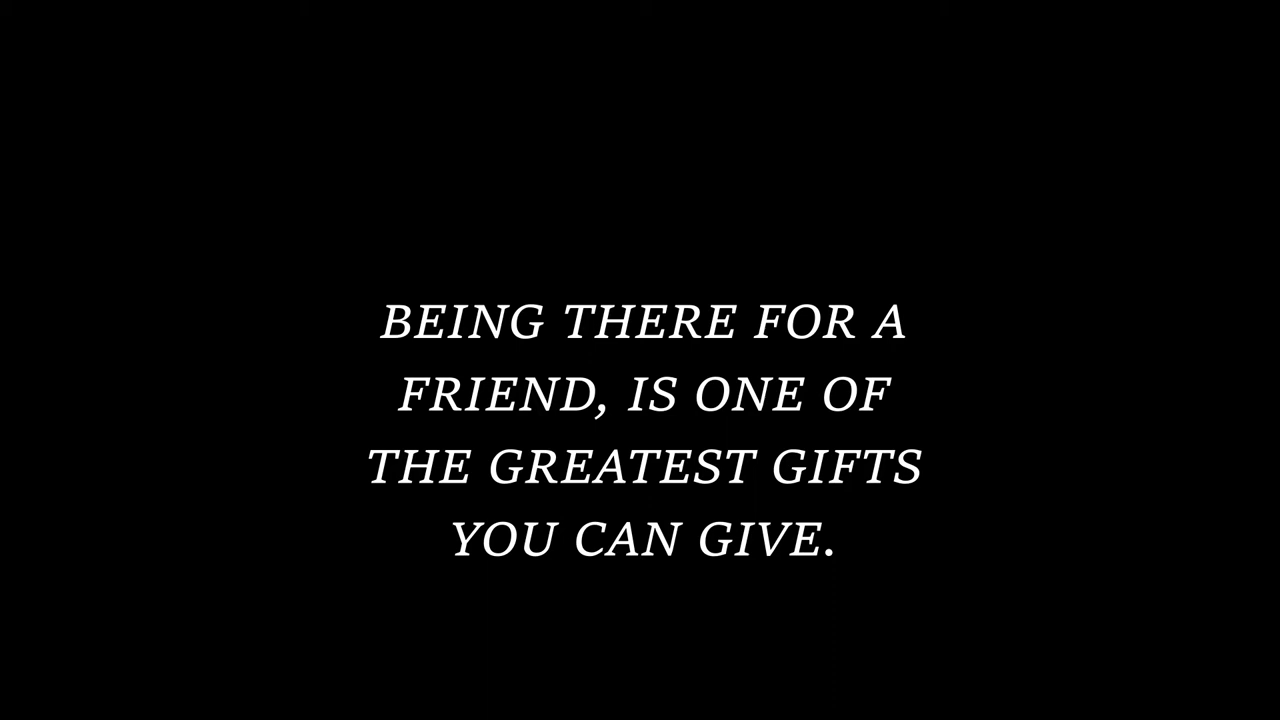 BEING THERE FOR A
FRIEND, IS ONE OF
THE GREATEST GIFTS
YOU CAN GIVE.